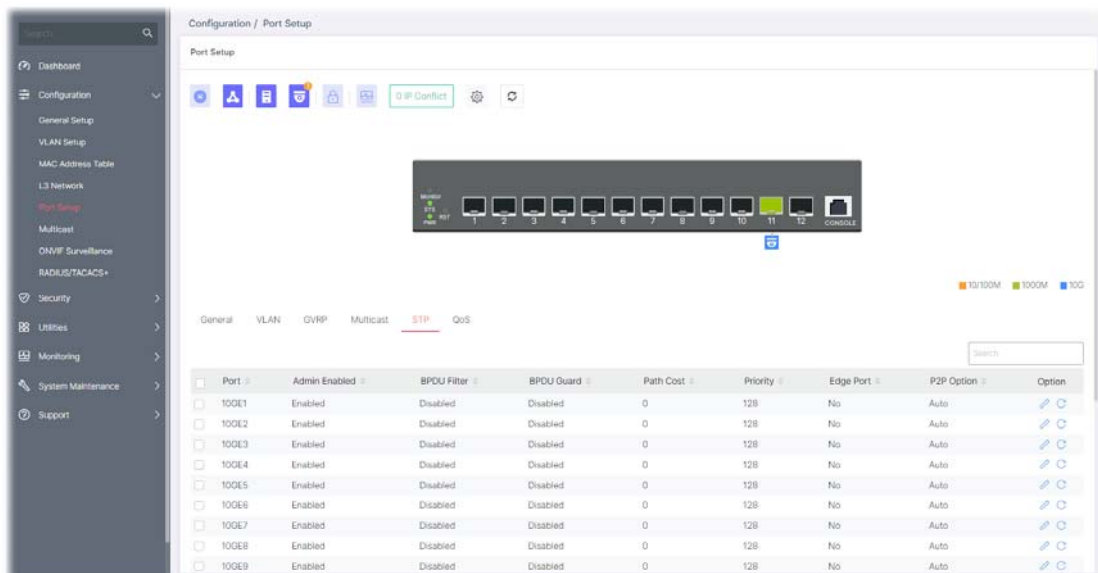 Configuration / Port Setup
Search
Port Setup
Dashboard
Configuration
General Setup
VLAN Setup
MAC Address Table
L3 Network
Port Setup
Multicast
ONVIF Surveillance
RADIUS/TACACS+
Security
Utilities
Monitoring
System Maintenance
Support
0 IP Conflict
Monitor
SYS
PWR RST
1 2 3 4 5 6 7 8 9 10 11 12 CONSOLE
10/100M 1000M 10G
General VLAN GVRP Multicast STP QoS
Search
Port Admin Enabled BPDU Filter BPDU Guard Path Cost Priority Edge Port P2P Option Option
10GE1 Enabled Disabled Disabled 0 128 No Auto
10GE2 Enabled Disabled Disabled 0 128 No Auto
10GE3 Enabled Disabled Disabled 0 128 No Auto
10GE4 Enabled Disabled Disabled 0 128 No Auto
10GE5 Enabled Disabled Disabled 0 128 No Auto
10GE6 Enabled Disabled Disabled 0 128 No Auto
10GE7 Enabled Disabled Disabled 0 128 No Auto
10GE8 Enabled Disabled Disabled 0 128 No Auto
10GE9 Enabled Disabled Disabled 0 128 No Auto